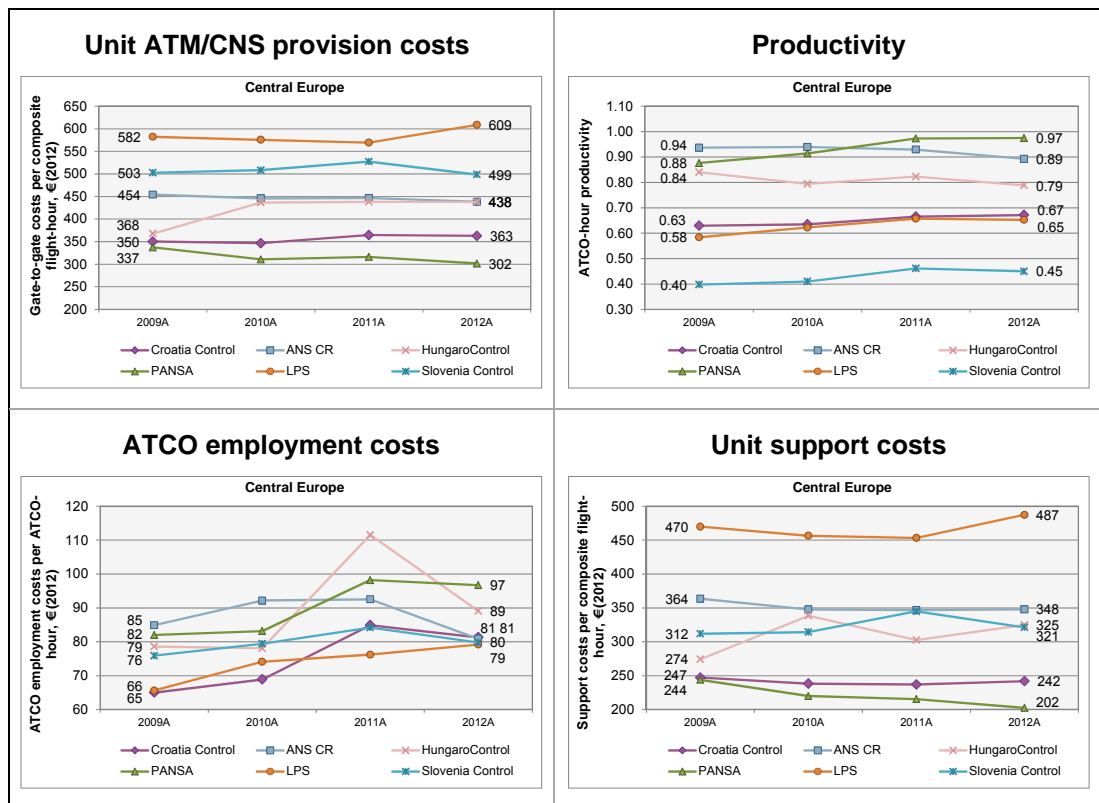 Unit ATM/CNS provision costs
Central Europe
Gate-to-gate costs per composite
flight-hour, €(2012)
650
600
550
500
450
400
350
300
250
200
582
503
454
368
350
337
609
499
438
363
302
2009A 2010A 2011A 2012A
Croatia Control ANS CR HungaroControl
PANSA LPS Slovenia Control
Productivity
Central Europe
ATCO-hour productivity
1.10
1.00
0.90
0.80
0.70
0.60
0.50
0.40
0.30
0.94
0.88
0.84
0.63
0.58
0.40
0.97
0.89
0.79
0.67
0.65
0.45
2009A 2010A 2011A 2012A
Croatia Control ANS CR HungaroControl
PANSA LPS Slovenia Control
ATCO employment costs
Central Europe
ATCO employment costs per ATCO-
hour, €(2012)
120
110
100
90
80
70
60
85
82
79
76
66
65
97
89
81 81
80
79
2009A 2010A 2011A 2012A
Croatia Control ANS CR HungaroControl
PANSA LPS Slovenia Control
Unit support costs
Central Europe
Support costs per composite flight-
hour, €(2012)
500
450
400
350
300
250
200
470
364
312
274
247
244
487
348
325
321
242
202
2009A 2010A 2011A 2012A
Croatia Control ANS CR HungaroControl
PANSA LPS Slovenia Control